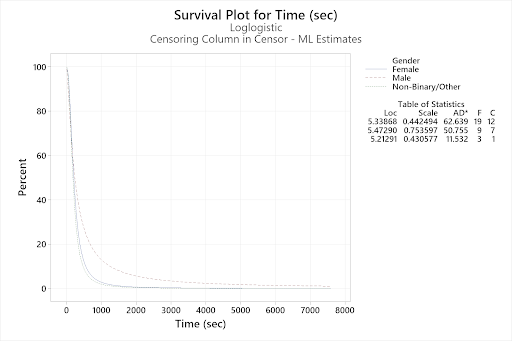 Survival Plot for Time (sec)
Loglogistic
Censoring Column in Censor - ML Estimates
Gender
Female
Male
Non-Binary/Other
Table of Statistics
Loc Scale AD* F C
5.33868 0.442494 62.639 19 12
5.47290 0.753597 50.755 9 7
5.21291 0.430577 11.532 3 1
Percent
100
80
60
40
20
0
0 1000 2000 3000 4000 5000 6000 7000 8000
Time (sec)